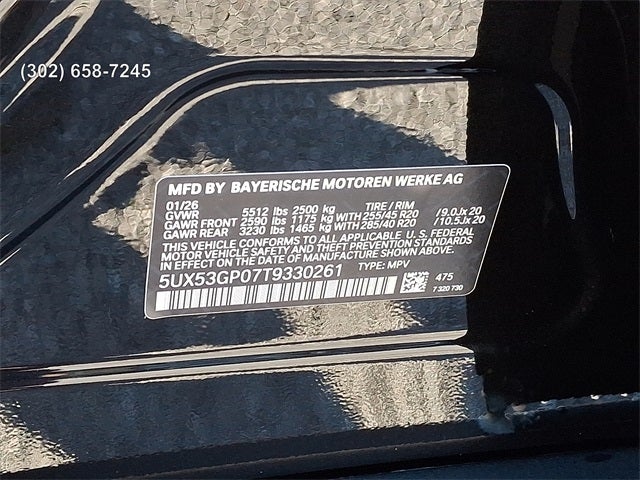 (302) 658-7245
MFD BY BAYERISCHE MOTOREN WERKE AG
01/26 TIRE / RIM
GVWR 5512 lbs 2500 kg
GAWR FRONT 2590 lbs 1175 kg WITH 255/45 R20 /9.0Jx20
GAWR REAR 3230 lbs 1465 kg WITH 285/40 R20 /10.5Jx20
THIS VEHICLE CONFORMS TO ALL APPLICABLE U.S. FEDERAL
MOTOR VEHICLE SAFETY AND THEFT PREVENTION STANDARDS
IN EFFECT ON THE DATE OF MANUFACTURE SHOWN ABOVE.
5UX53GP07T9330261 TYPE: MPV
475
7 320 730